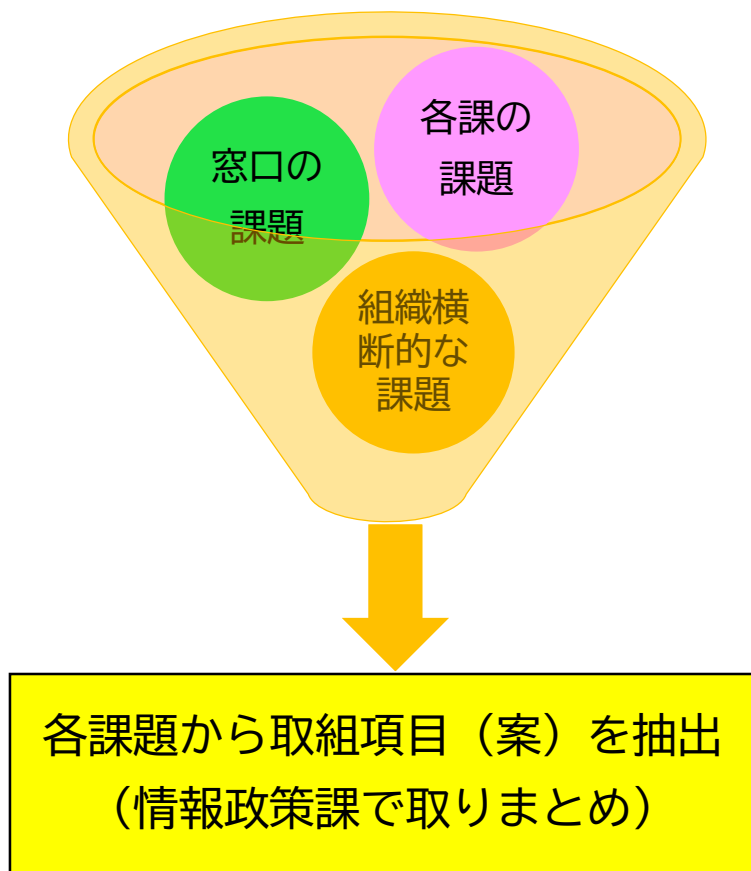 窓口の
課題
各課の
課題
組織横
断的な
課題
各課題から取組項目（案）を抽出
（情報政策課で取りまとめ）